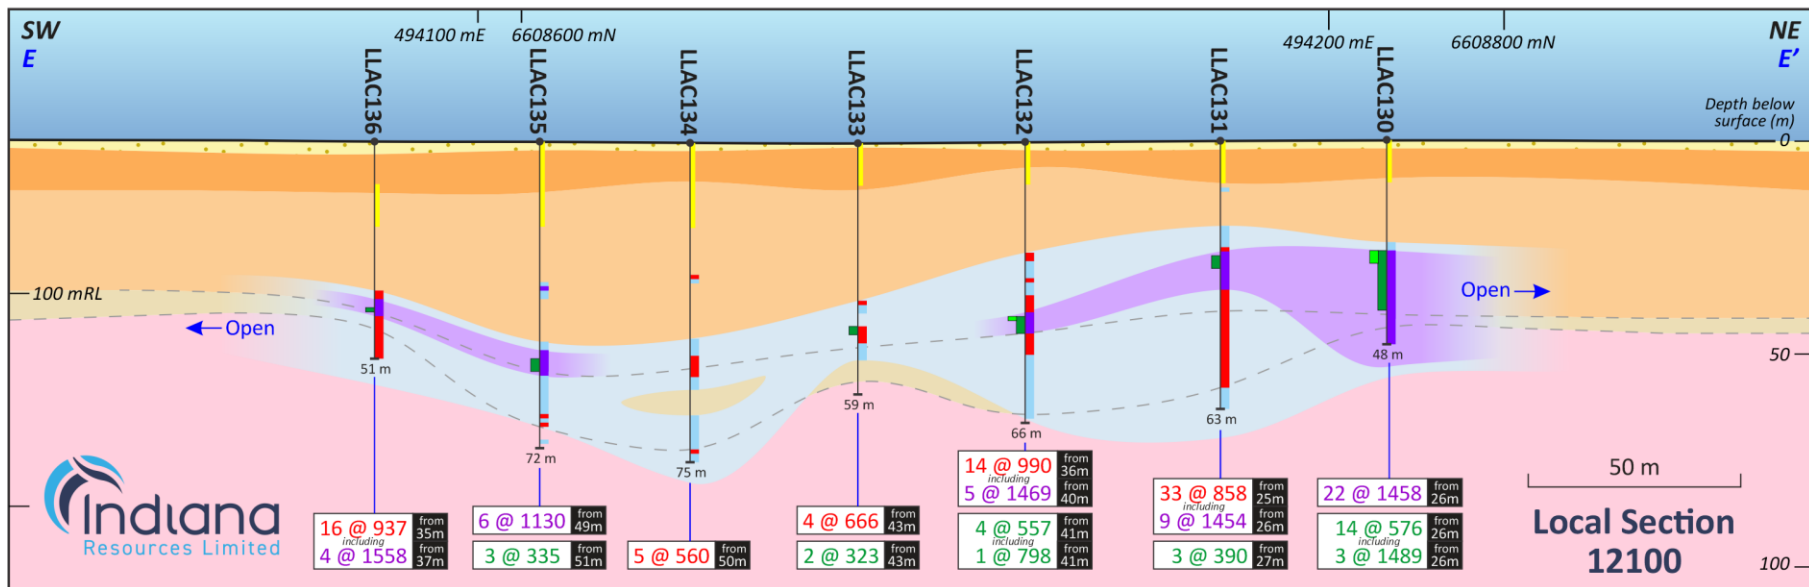 SW
E
494100 mE
6608600 mN
494200 mE
6608800 mN
NE
E’
LLAC136
LLAC135
LLAC134
LLAC133
LLAC132
LLAC131
LLAC130
Depth below
surface (m)
0
100 mRL
Open
Open
50
51 m
72 m
75 m
59 m
66 m
63 m
48 m
Indiana
Resources Limited
16 @ 937 from 35m
including
4 @ 1558 from 37m
6 @ 1130 from 49m
3 @ 335 from 51m
5 @ 560 from 50m
4 @ 666 from 43m
2 @ 323 from 43m
14 @ 990 from 36m
including
5 @ 1469 from 40m
4 @ 557 from 41m
including
1 @ 798 from 41m
33 @ 858 from 25m
including
9 @ 1454 from 26m
3 @ 390 from 27m
22 @ 1458 from 26m
14 @ 576 from 26m
including
3 @ 1489 from 26m
50 m
Local Section
12100
100